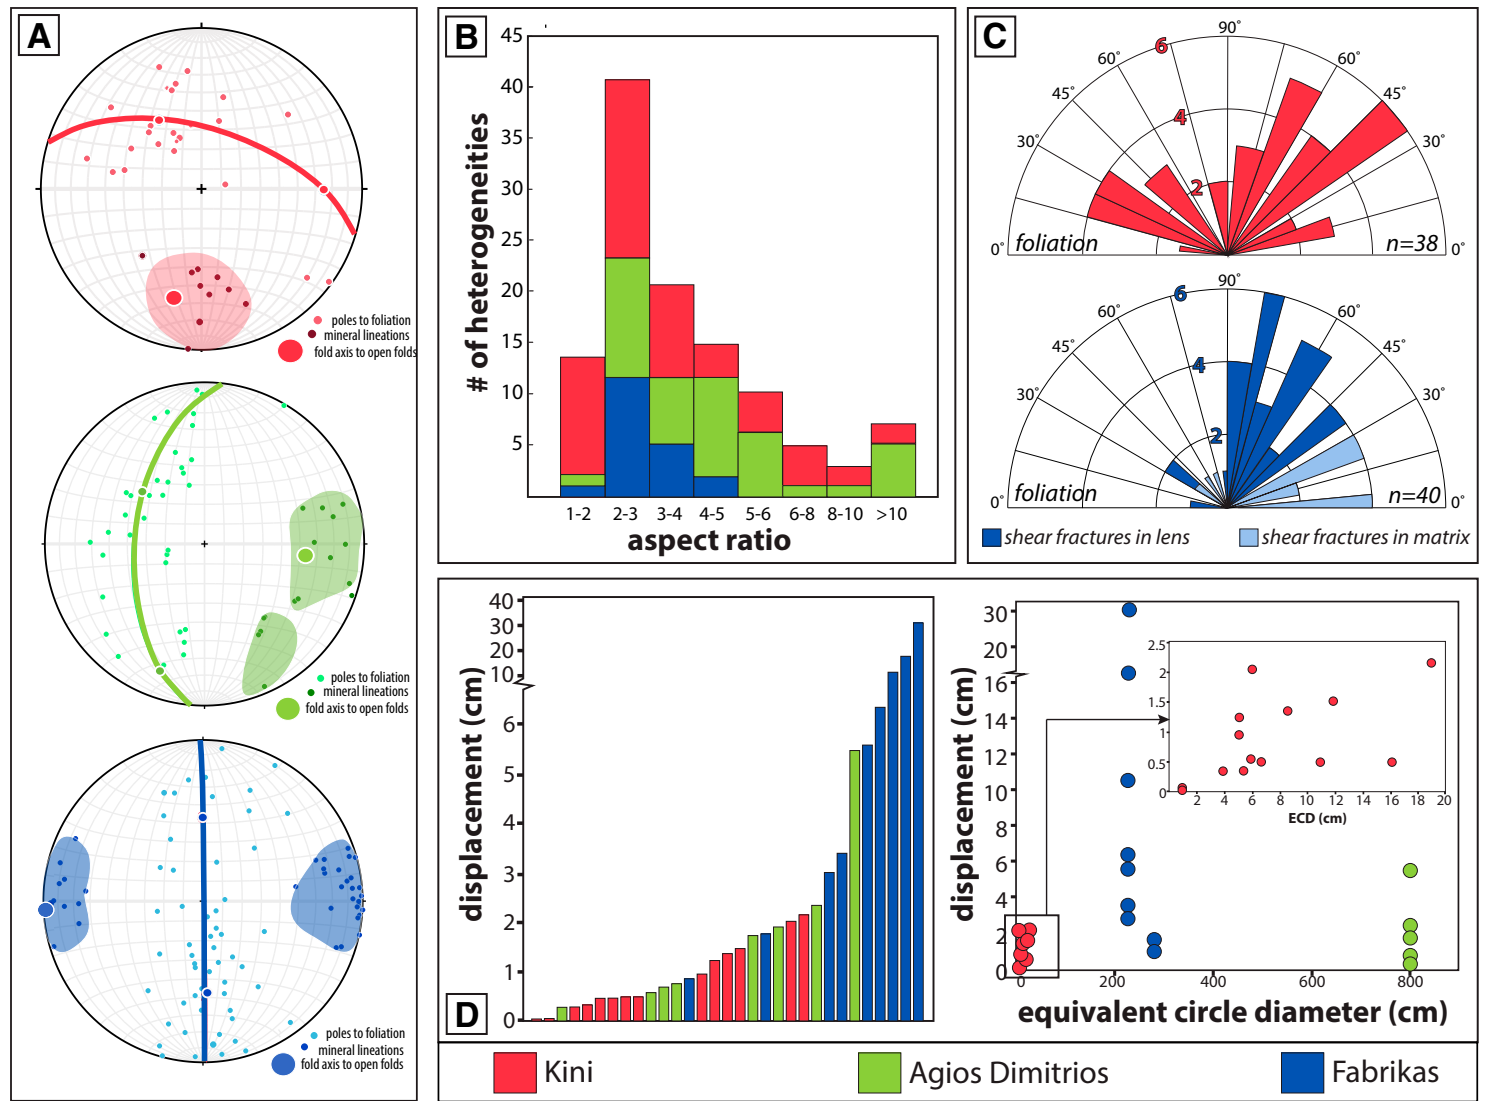 A
poles to foliation
mineral lineations
fold axis to open folds
poles to foliation
mineral lineations
fold axis to open folds
poles to foliation
mineral lineations
fold axis to open folds
B
45
40
35
30
25
20
15
10
5
# of heterogeneities
1-2 2-3 3-4 4-5 5-6 6-8 8-10 >10
aspect ratio
C
90°
60° 60°
45° 45°
30° 30°
0° 0°
6
4
2
foliation n=38
90°
60° 60°
45° 45°
30° 30°
0° 0°
6
4
2
foliation n=40
shear fractures in lens shear fractures in matrix
D
40
30
20
10
6
5
4
3
2
1
0
displacement (cm)
30
20
16
14
12
10
8
6
4
2
0
displacement (cm)
0 200 400 600 800
equivalent circle diameter (cm)
2.5
2
1.5
1
0.5
0
2 4 6 8 10 12 14 16 18 20
ECD (cm)
Kini Agios Dimitrios Fabrikas